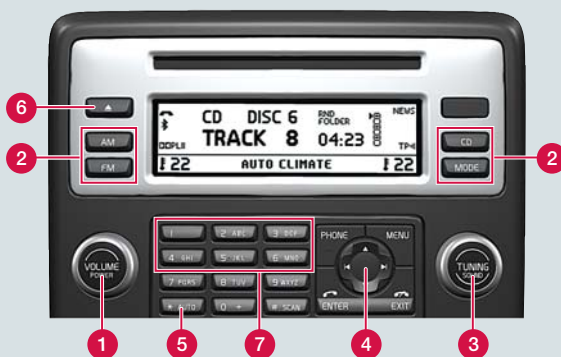 6
2
AM
FM
CD DISC 6 RND FOLDER NEWS
DDPLII TRACK 8 04:23 TP
22 AUTO CLIMATE 22
CD
MODE
2
VOLUME
POWER
1 2 ABC 3 DEF
4 GHI 5 JKL 6 MNO
7 PQRS 8 TUV 9 WXYZ
* AUTO 0 + # SCAN
PHONE MENU
ENTER EXIT
TUNING
SOUND
1
5
7
4
3